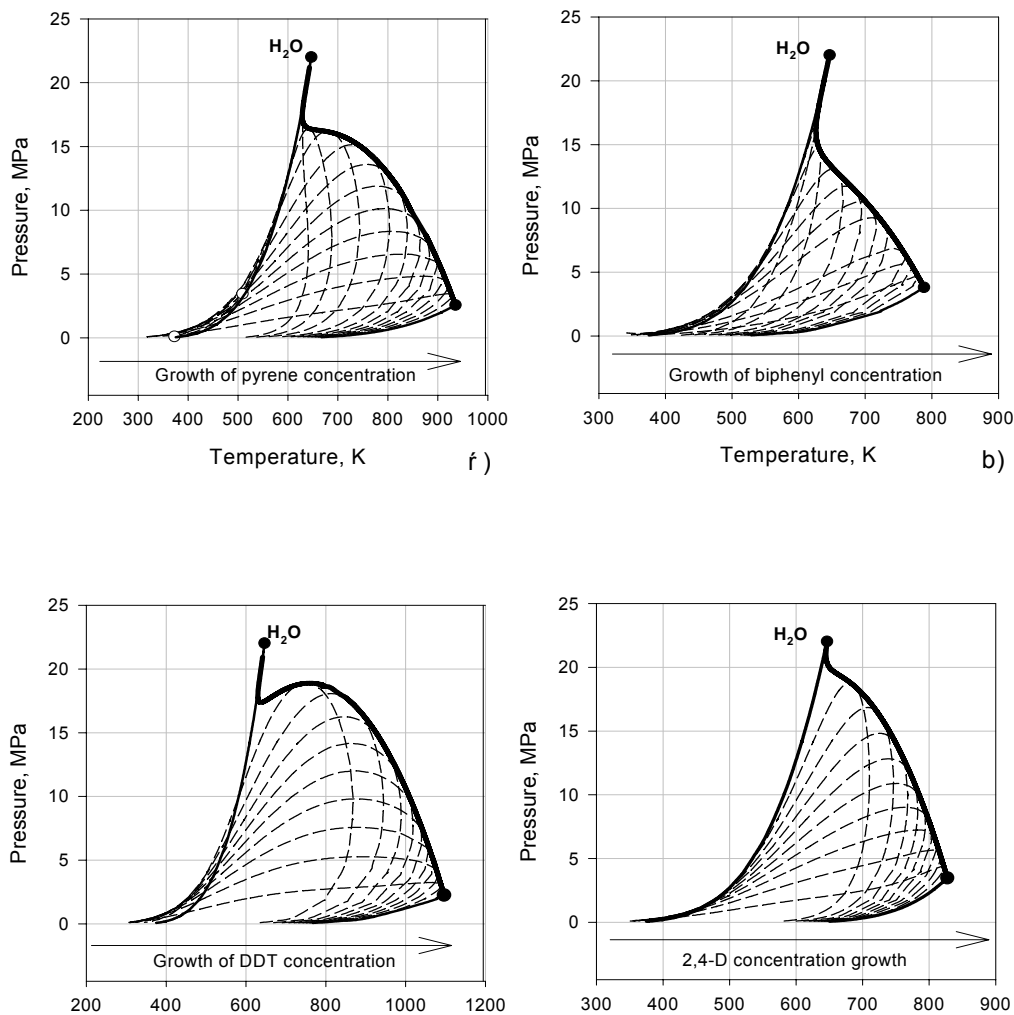 25
20
15
10
5
0
Pressure, MPa
H2O
Growth of pyrene concentration
200 300 400 500 600 700 800 900 1000
Temperature, K
ŕ )
25
20
15
10
5
0
Pressure, MPa
H2O
Growth of biphenyl concentration
300 400 500 600 700 800 900
Temperature, K
b)
25
20
15
10
5
0
Pressure, MPa
H2O
Growth of DDT concentration
200 400 600 800 1000 1200
25
20
15
10
5
0
Pressure, MPa
H2O
2,4-D concentration growth
300 400 500 600 700 800 900